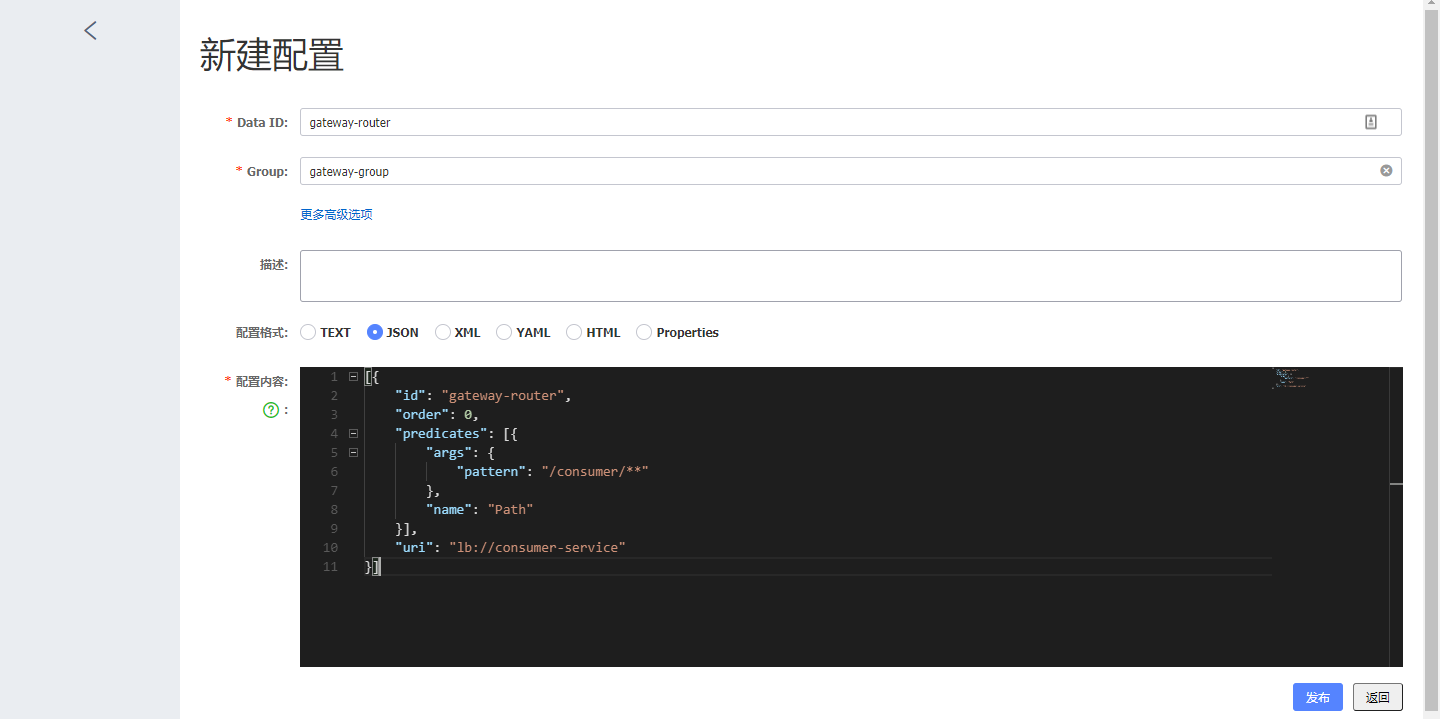 新建配置
* Data ID: gateway-router
* Group: gateway-group
更多高级选项
描述:
配置格式: TEXT JSON XML YAML HTML Properties
* 配置内容:
? :
1 [{
2 "id": "gateway-router",
3 "order": 0,
4 "predicates": [{
5 "args": {
6 "pattern": "/consumer/**"
7 },
8 "name": "Path"
9 }],
10 "uri": "lb://consumer-service"
11 }]
发布 返回